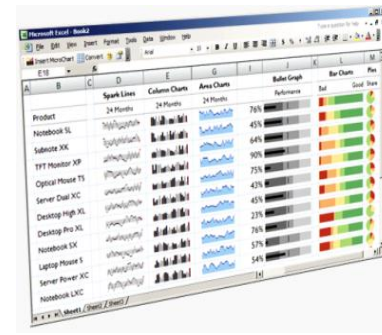 Microsoft Excel - Book2
File Edit View Insert Format Tools Data Window Help
Type a question for help
Insert MicroChart Convert Arial
E18
B C D E G I J K L M
Spark Lines Column Charts Area Charts Bullet Graph Bar Charts Pies
Product 24 Months 24 Months 24 Months Performance Bad Good Share
Notebook SL 76%
Subnote XK 45%
TFT Monitor XP 64%
Optical Mouse TS 90%
Server Dual XC 75%
Desktop High XL 43%
Desktop Pro XL 45%
Notebook SX 23%
Laptop Mouse S 76%
Server Power XC 57%
Notebook LXC 54%
Sheet1 Sheet2 Sheet3